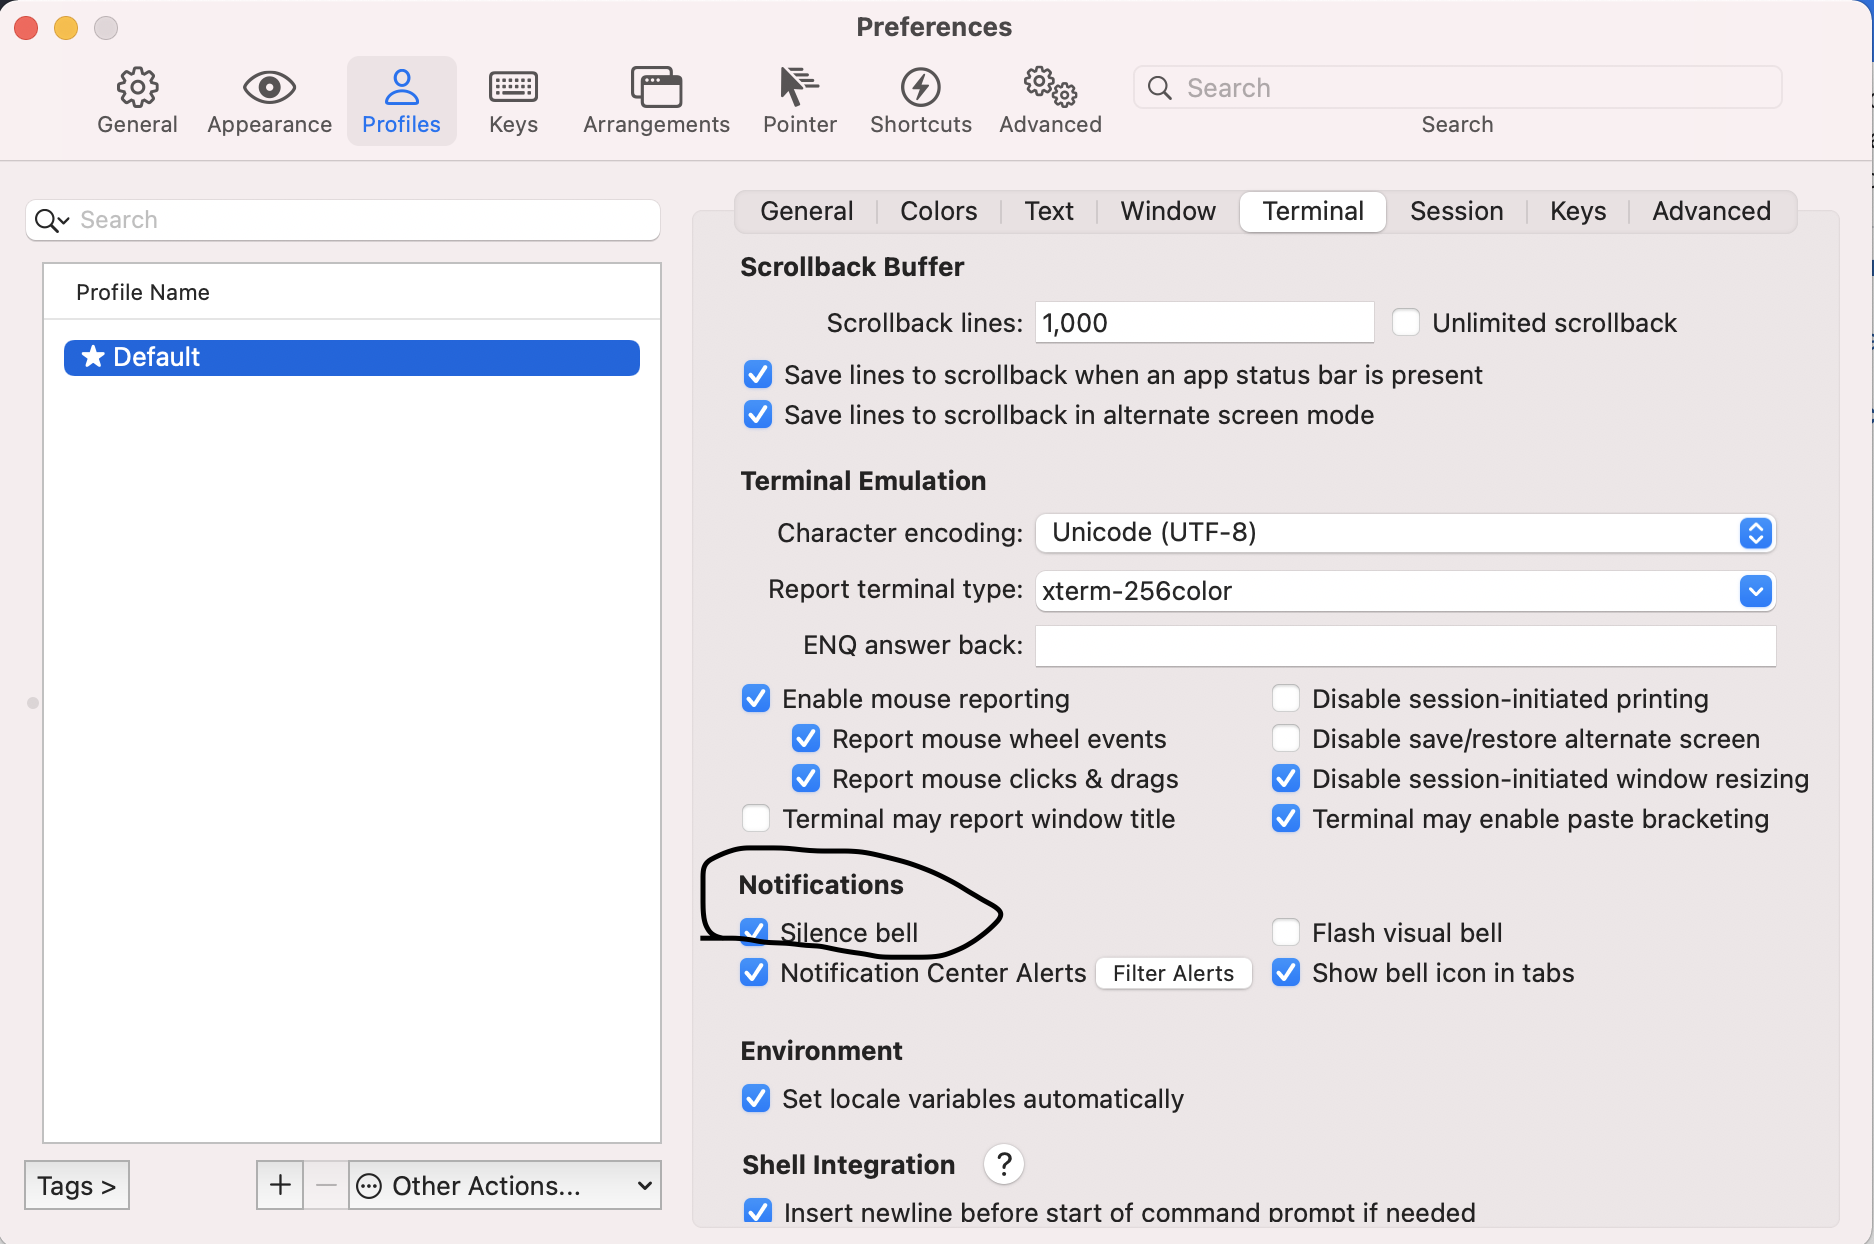 Preferences
General Appearance Profiles Keys Arrangements Pointer Shortcuts Advanced Search
Search
Search
Profile Name
Default
Tags >
+ − Other Actions...
General Colors Text Window Terminal Session Keys Advanced
Scrollback Buffer
Scrollback lines: 1,000 Unlimited scrollback
Save lines to scrollback when an app status bar is present
Save lines to scrollback in alternate screen mode
Terminal Emulation
Character encoding: Unicode (UTF-8)
Report terminal type: xterm-256color
ENQ answer back:
Enable mouse reporting Disable session-initiated printing
Report mouse wheel events Disable save/restore alternate screen
Report mouse clicks & drags Disable session-initiated window resizing
Terminal may report window title Terminal may enable paste bracketing
Notifications
Silence bell Flash visual bell
Notification Center Alerts Filter Alerts Show bell icon in tabs
Environment
Set locale variables automatically
Shell Integration ?
Insert newline before start of command prompt if needed